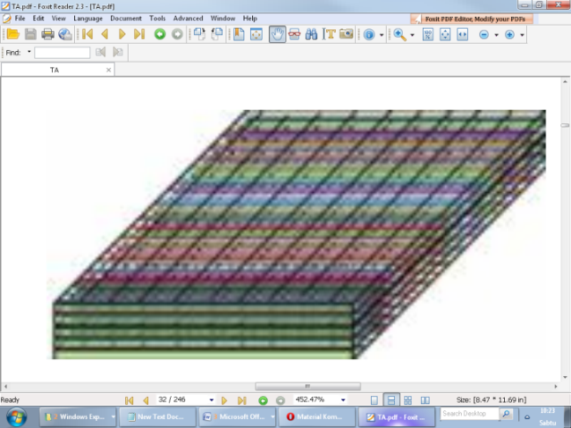 TA.pdf - Foxit Reader 2.3 - [TA.pdf]
File Edit View Language Document Tools Advanced Window Help
Foxit PDF Editor, Modify your PDFs
Find:
TA
Ready
32 / 246
452.47%
Size: [8.47 * 11.69 in]
Windows Exp...
New Text Doc...
Microsoft Off...
Material Rem...
TA.pdf - Foxit ...
Search Desktop
18:23
Sabtu